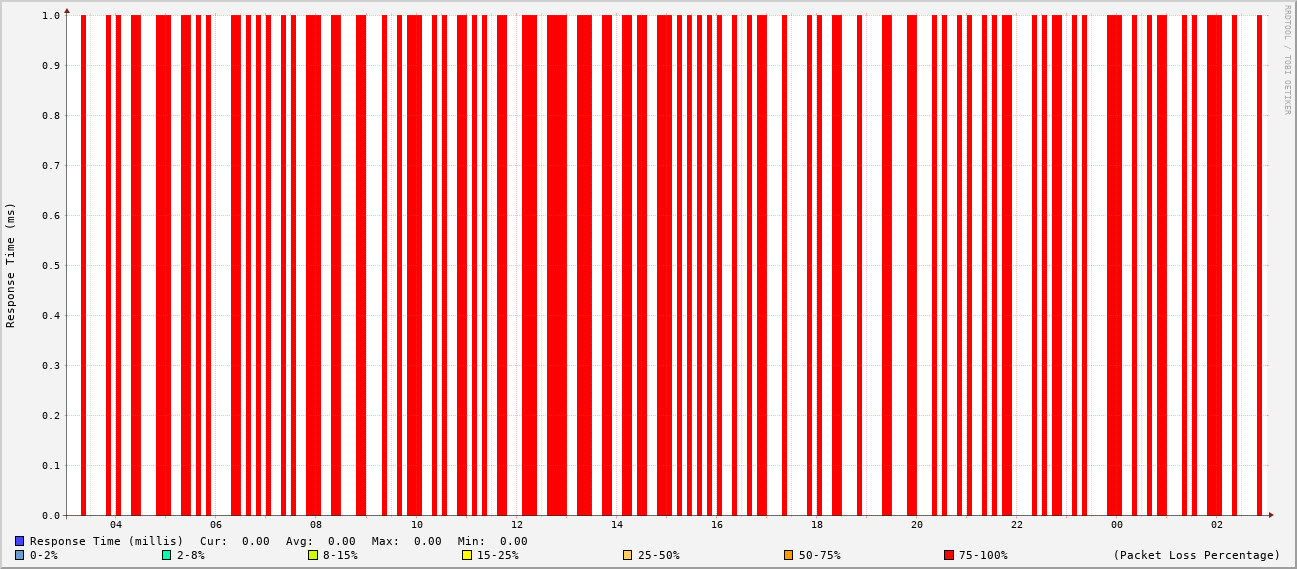 RRDTOOL / TOBI OETIKER
Response Time (ms)
1.0
0.9
0.8
0.7
0.6
0.5
0.4
0.3
0.2
0.1
0.0
04 06 08 10 12 14 16 18 20 22 00 02
Response Time (millis) Cur: 0.00 Avg: 0.00 Max: 0.00 Min: 0.00
0-2% 2-8% 8-15% 15-25% 25-50% 50-75% 75-100% (Packet Loss Percentage)